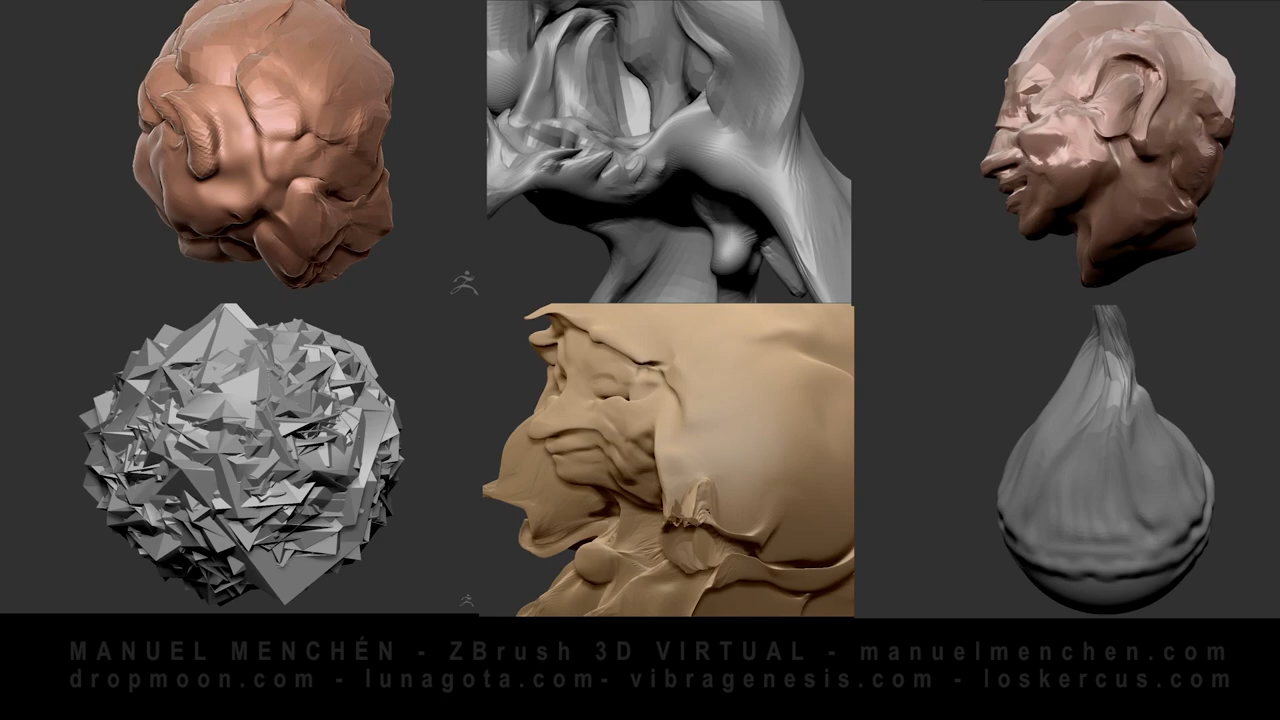 MANUEL MENCHÉN - ZBrush 3D VIRTUAL - manuelmenchen.com
dropmoon.com - lunagota.com- vibragenesis.com - loskercus.com